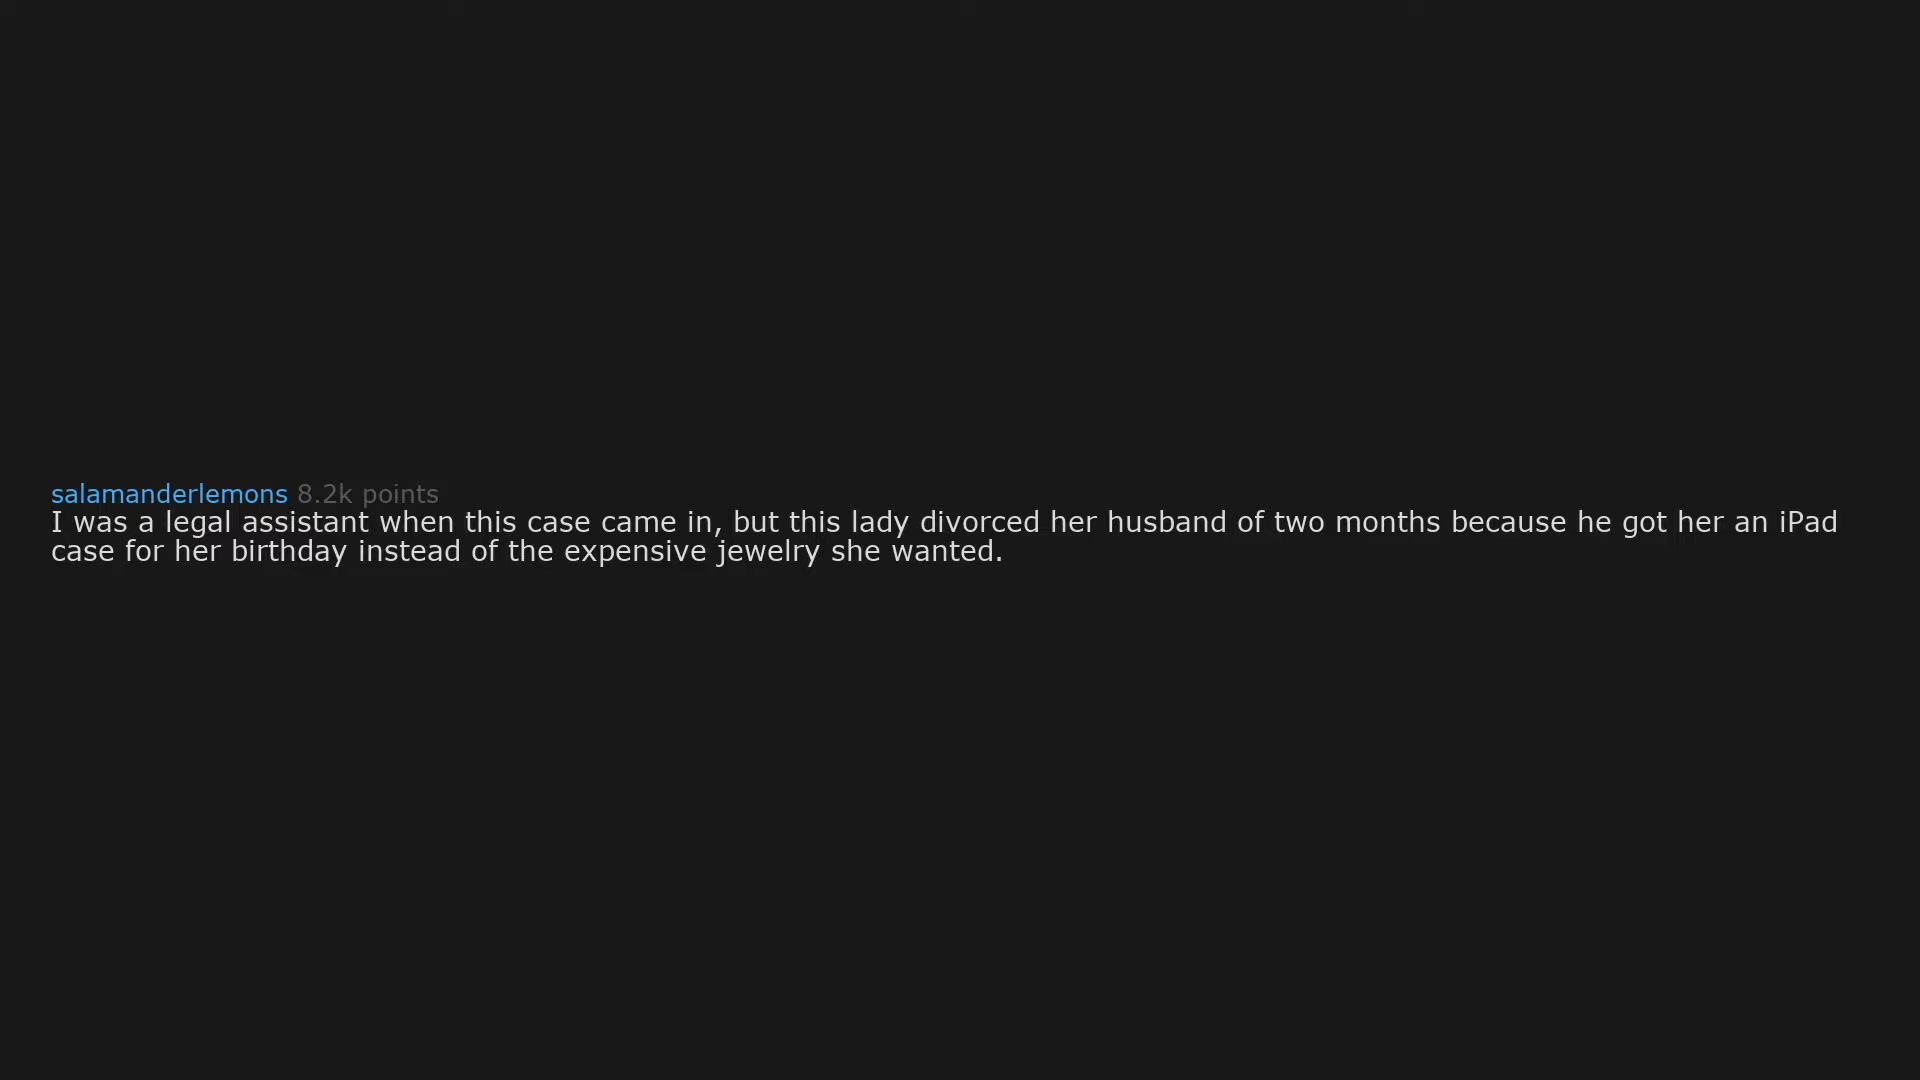 salamanderlemons 8.2k points
I was a legal assistant when this case came in, but this lady divorced her husband of two months because he got her an iPad
case for her birthday instead of the expensive jewelry she wanted.